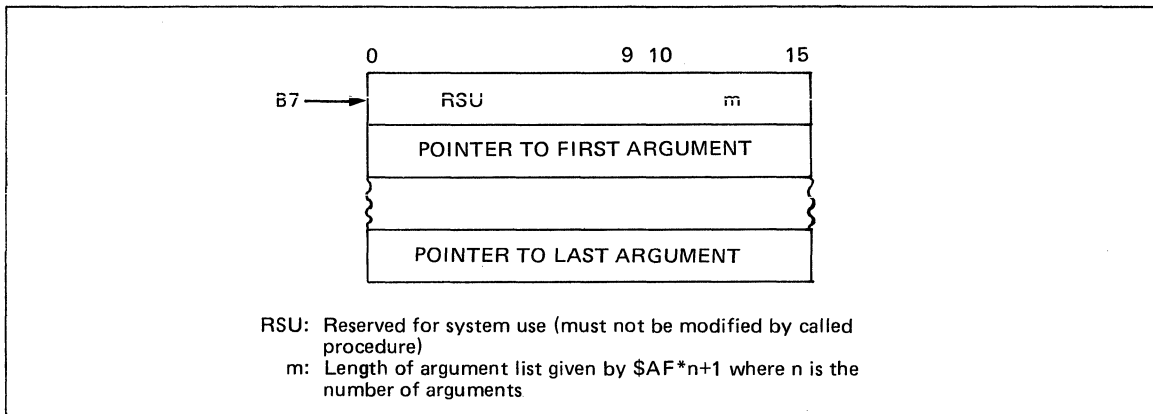 0 9 10 15
B7 RSU m
POINTER TO FIRST ARGUMENT
POINTER TO LAST ARGUMENT
RSU: Reserved for system use (must not be modified by called
procedure)
m: Length of argument list given by $AF*n+1 where n is the
number of arguments